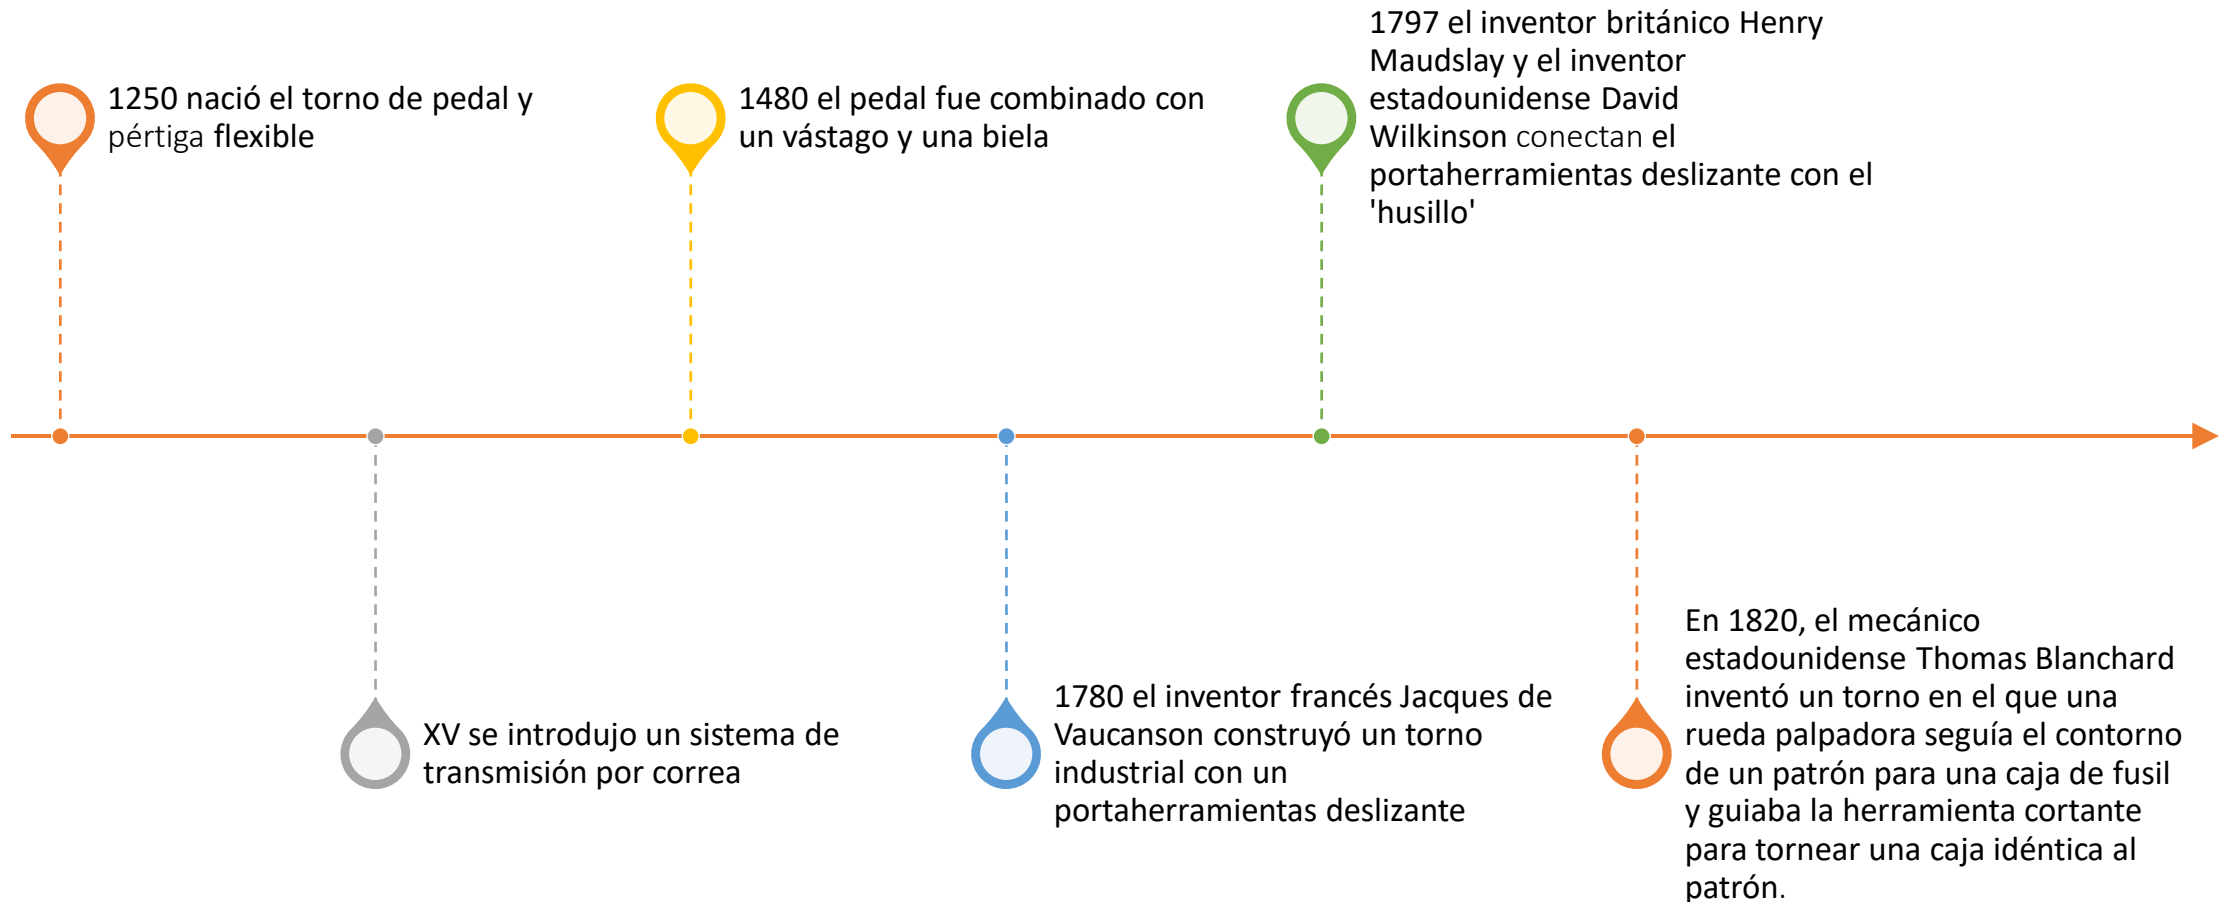 1250 nació el torno de pedal y
pértiga flexible
XV se introdujo un sistema de
transmisión por correa
1480 el pedal fue combinado con
un vástago y una biela
1780 el inventor francés Jacques de
Vaucanson construyó un torno
industrial con un
portaherramientas deslizante
1797 el inventor británico Henry
Maudslay y el inventor
estadounidense David
Wilkinson conectan el
portaherramientas deslizante con el
'husillo'
En 1820, el mecánico
estadounidense Thomas Blanchard
inventó un torno en el que una
rueda palpadora seguía el contorno
de un patrón para una caja de fusil
y guiaba la herramienta cortante
para tornear una caja idéntica al
patrón.